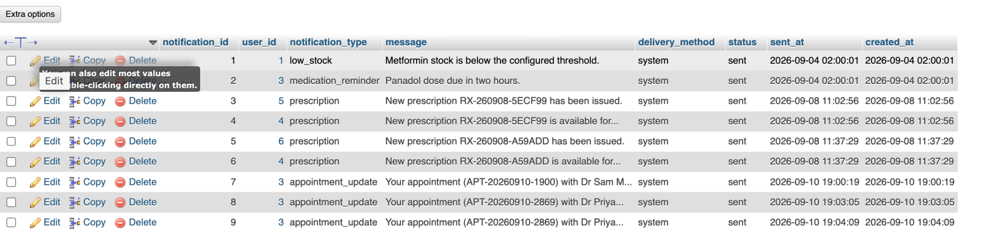 Extra options
notification_id user_id notification_type message delivery_method status sent_at created_at
Edit Copy Delete 1 1 low_stock Metformin stock is below the configured threshold. system sent 2026-09-04 02:00:01 2026-09-04 02:00:01
can also edit most values
Edit
clicking directly on them.
2 3 medication_reminder Panadol dose due in two hours. system sent 2026-09-04 02:00:01 2026-09-04 02:00:01
Edit Copy Delete 3 5 prescription New prescription RX-260908-5ECF99 has been issued. system sent 2026-09-08 11:02:56 2026-09-08 11:02:56
Edit Copy Delete 4 4 prescription New prescription RX-260908-5ECF99 is available for... system sent 2026-09-08 11:02:56 2026-09-08 11:02:56
Edit Copy Delete 5 6 prescription New prescription RX-260908-A59ADD has been issued. system sent 2026-09-08 11:37:29 2026-09-08 11:37:29
Edit Copy Delete 6 4 prescription New prescription RX-260908-A59ADD is available for... system sent 2026-09-08 11:37:29 2026-09-08 11:37:29
Edit Copy Delete 7 3 appointment_update Your appointment (APT-20260910-1900) with Dr Sam M... system sent 2026-09-10 19:00:19 2026-09-10 19:00:19
Edit Copy Delete 8 3 appointment_update Your appointment (APT-20260910-2869) with Dr Priya... system sent 2026-09-10 19:03:05 2026-09-10 19:03:05
Edit Copy Delete 9 3 appointment_update Your appointment (APT-20260910-2869) with Dr Priya... system sent 2026-09-10 19:04:09 2026-09-10 19:04:09